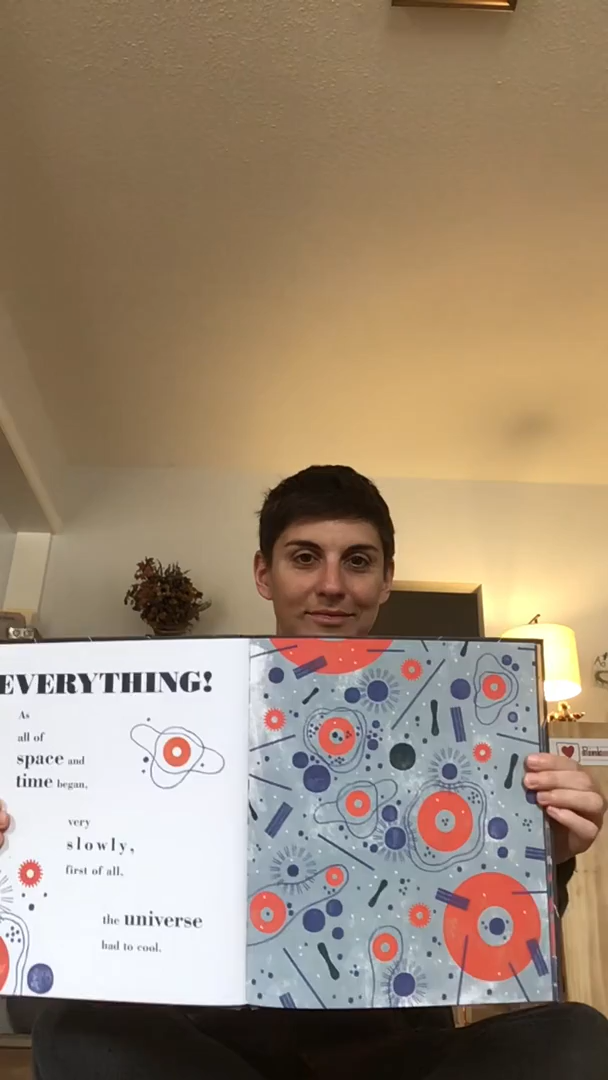 EVERYTHING!
As
all of
space and
time began,
very
slowly,
first of all,
the universe
had to cool.